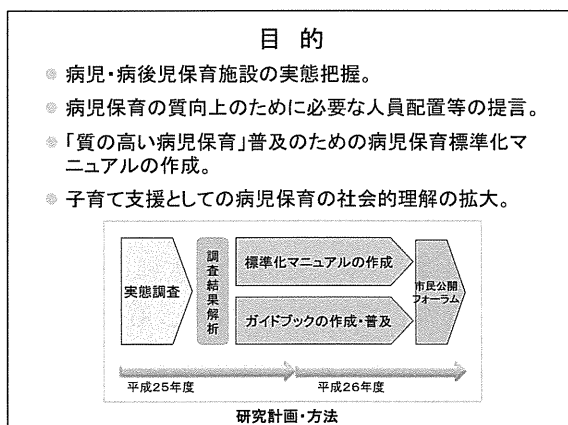 目 的
病児・病後児保育施設の実態把握。
病児保育の質向上のために必要な人員配置等の提言。
「質の高い病児保育」普及のための病児保育標準化マ
ニュアルの作成。
子育て支援としての病児保育の社会的理解の拡大。
実態調査
調査結果解析
標準化マニュアルの作成
ガイドブックの作成・普及
市民公開
フォーラム
平成25年度
平成26年度
研究計画・方法